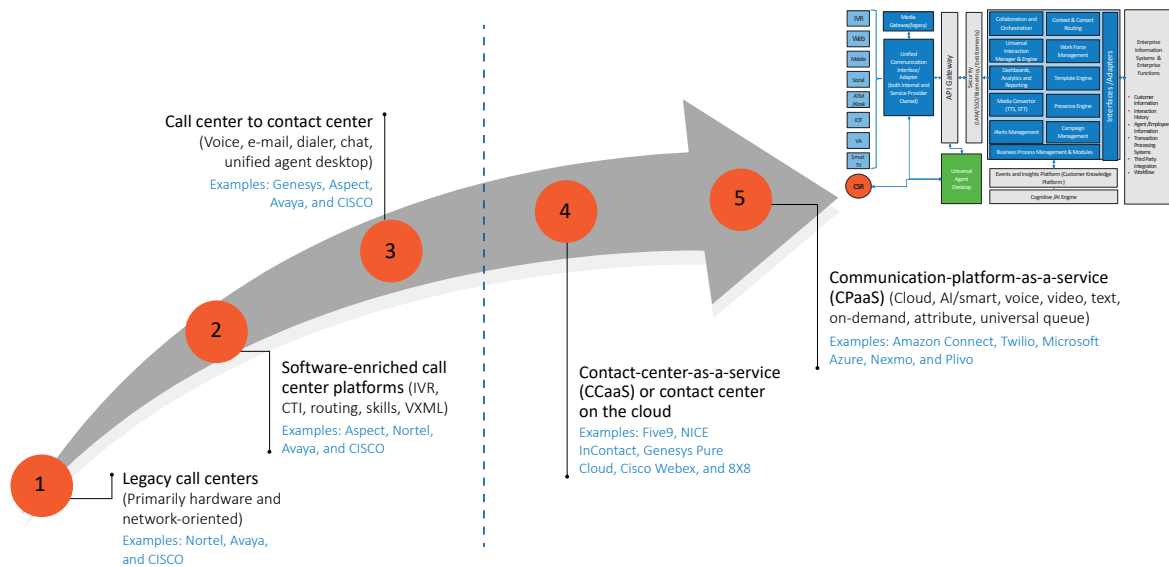 1
Legacy call centers
(Primarily hardware and
network-oriented)
Examples: Nortel, Avaya,
and CISCO
2
Software-enriched call
center platforms (IVR,
CTI, routing, skills, VXML)
Examples: Aspect, Nortel,
Avaya, and CISCO
Call center to contact center
(Voice, e-mail, dialer, chat,
unified agent desktop)
Examples: Genesys, Aspect,
Avaya, and CISCO
3
4
Contact-center-as-a-service
(CCaaS) or contact center
on the cloud
Examples: Five9, NICE
InContact, Genesys Pure
Cloud, Cisco Webex, and 8X8
5
Communication-platform-as-a-service
(CPaaS) (Cloud, AI/smart, voice, video, text,
on-demand, attribute, universal queue)
Examples: Amazon Connect, Twilio, Microsoft
Azure, Nexmo, and Plivo
IVR
Web
Mobile
Social
ATM
/Kiosk
IOT
VA
Smart
TV
CSR
Media
Gateway(legacy)
Unified
Communication
Interface/
Adapter
(both Internal and
Service Provider
Owned)
API Gateway
Security
(IAM/SSO/Biometrics/Entitlements)
Universal
Agent
Desktop
Collaboration and
Orchestration
Context & Contact
Routing
Universal
Interaction
Manager & Engine
Work Force
Management
Dashboards,
Analytics and
Reporting
Template Engine
Media Convertor
(TTS, STT)
Presence Engine
Alerts Management
Campaign
Management
Business Process Management & Modules
Interfaces/Adapters
Events and Insights Platform (Customer Knowledge
Platform )
Cognitive /AI Engine
Enterprise
Information
Systems &
Enterprise
Functions
• Customer
Information
• Interaction
History
• Agent/Employee
Information
• Transaction
Processing
Systems
• Third Party
Integration
• Workflow